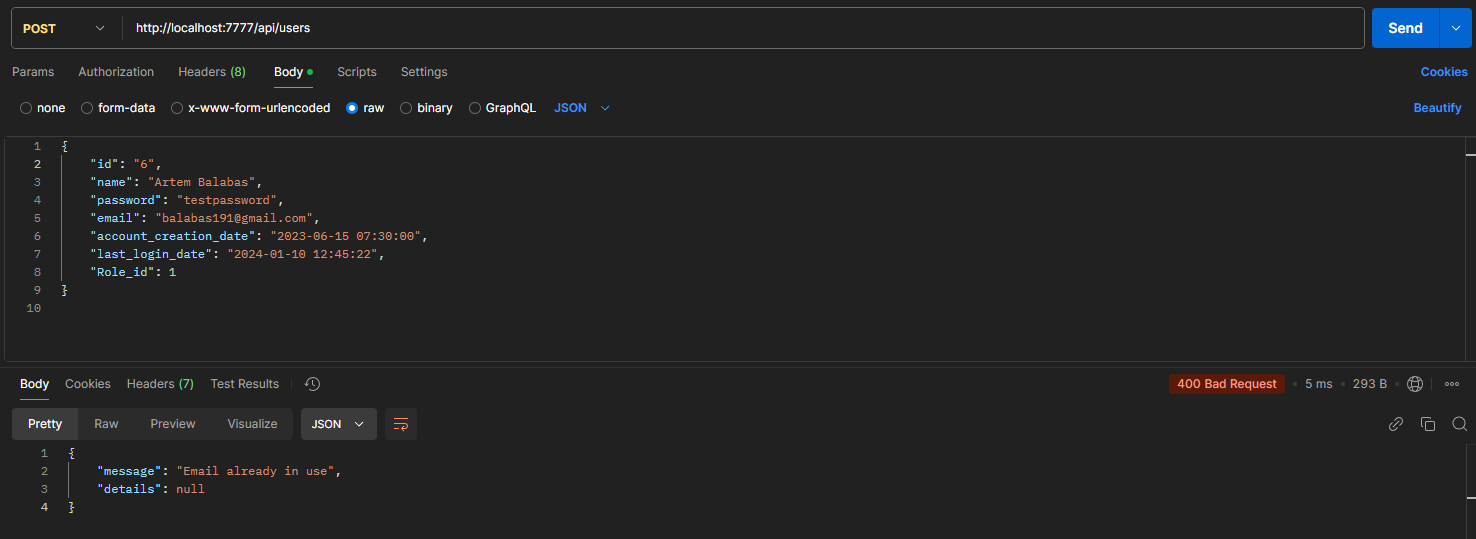 POST http://localhost:7777/api/users Send
Params Authorization Headers (8) Body Scripts Settings Cookies
none form-data x-www-form-urlencoded raw binary GraphQL JSON Beautify
1 {
2 "id": "6",
3 "name": "Artem Balabas",
4 "password": "testpassword",
5 "email": "balabas191@gmail.com",
6 "account_creation_date": "2023-06-15 07:30:00",
7 "last_login_date": "2024-01-10 12:45:22",
8 "Role_id": 1
9 }
10
Body Cookies Headers (7) Test Results 400 Bad Request 5 ms 293 B
Pretty Raw Preview Visualize JSON
1 {
2 "message": "Email already in use",
3 "details": null
4 }